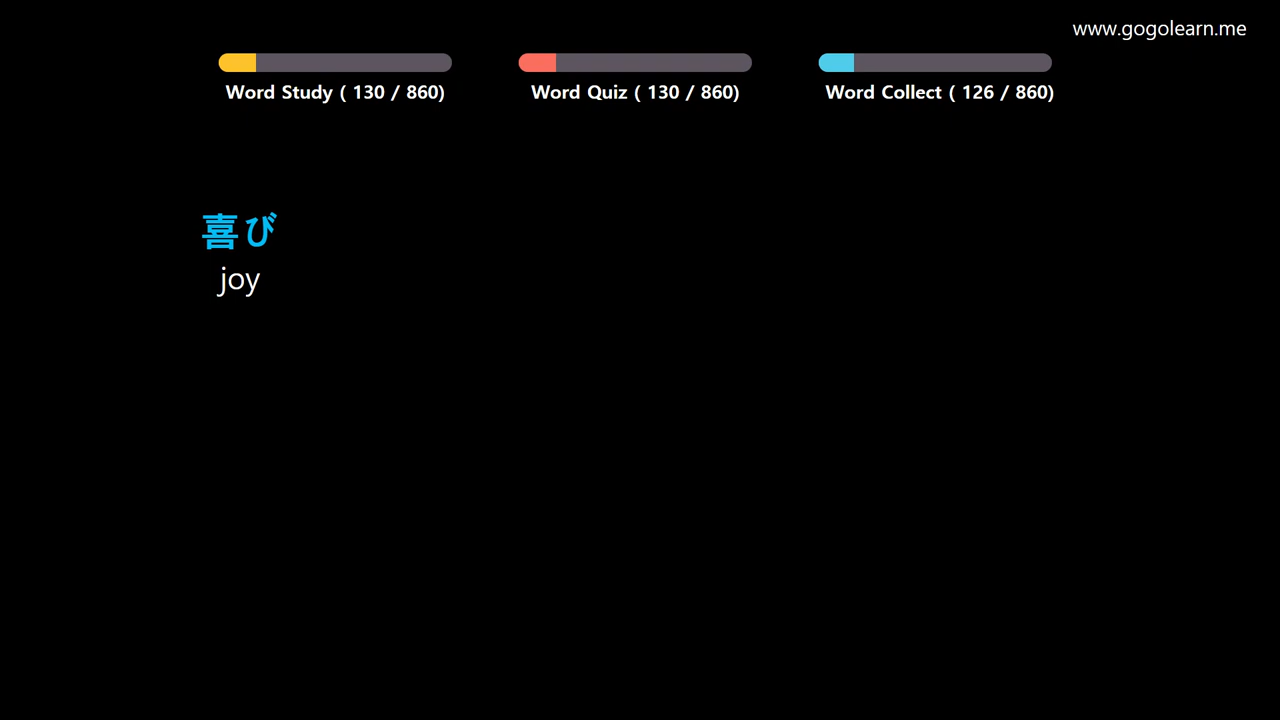 www.gogolearn.me
Word Study ( 130 / 860)
Word Quiz ( 130 / 860)
Word Collect ( 126 / 860)
喜び
joy